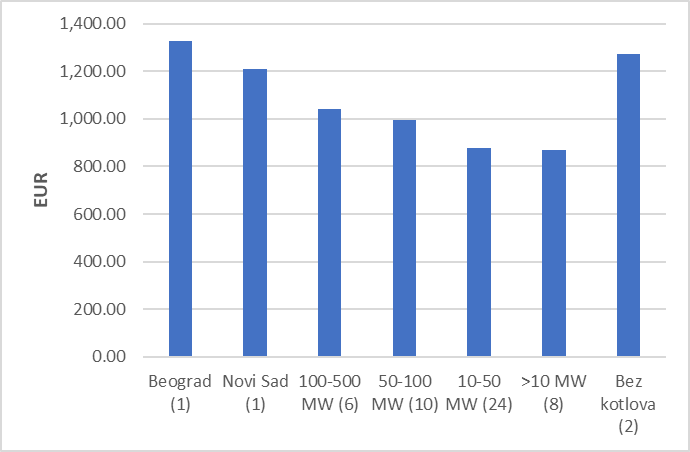 1,400.00
1,200.00
1,000.00
800.00
600.00
400.00
200.00
0.00
EUR
Beograd
(1)
Novi Sad
(1)
100-500
MW (6)
50-100
MW (10)
10-50
MW (24)
>10 MW
(8)
Bez
kotlova
(2)